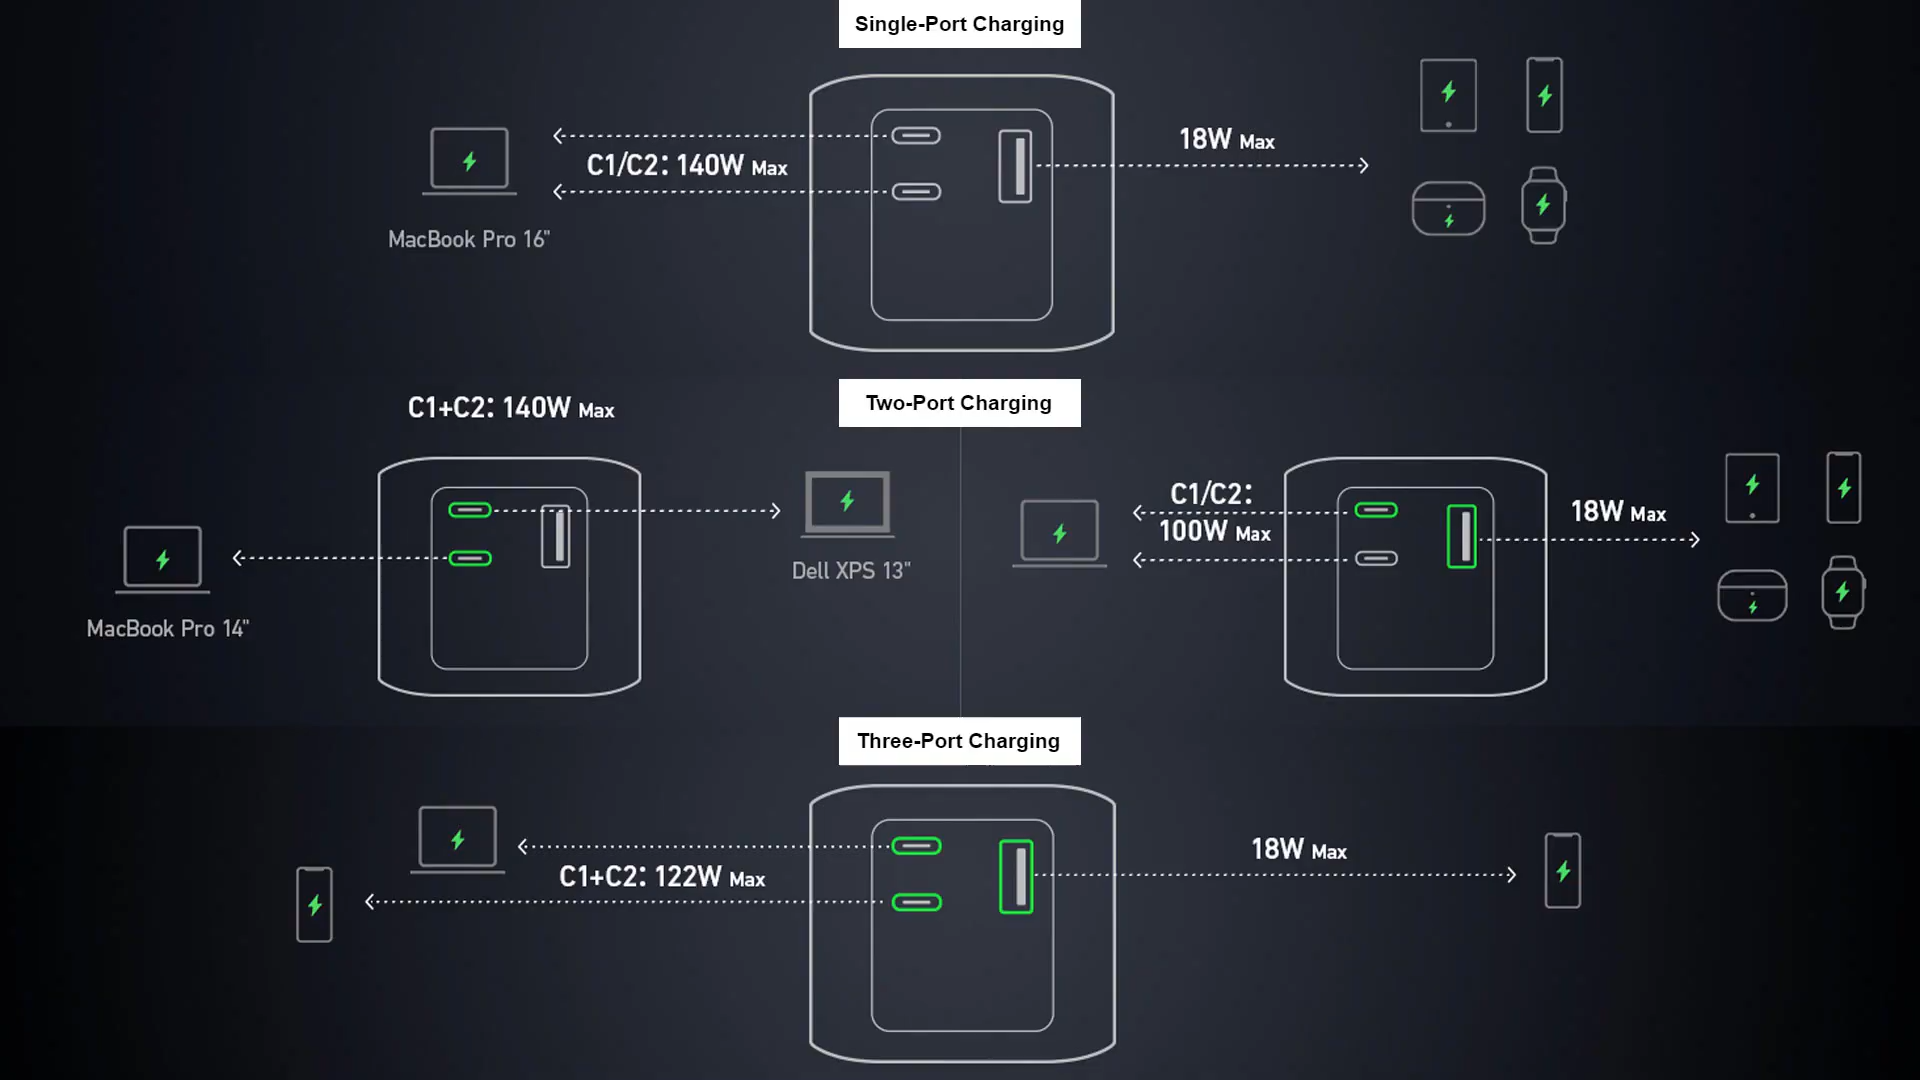 Single-Port Charging
C1/C2: 140W Max
18W Max
MacBook Pro 16"
Two-Port Charging
C1+C2: 140W Max
MacBook Pro 14"
Dell XPS 13"
C1/C2:
100W Max
18W Max
Three-Port Charging
C1+C2: 122W Max
18W Max